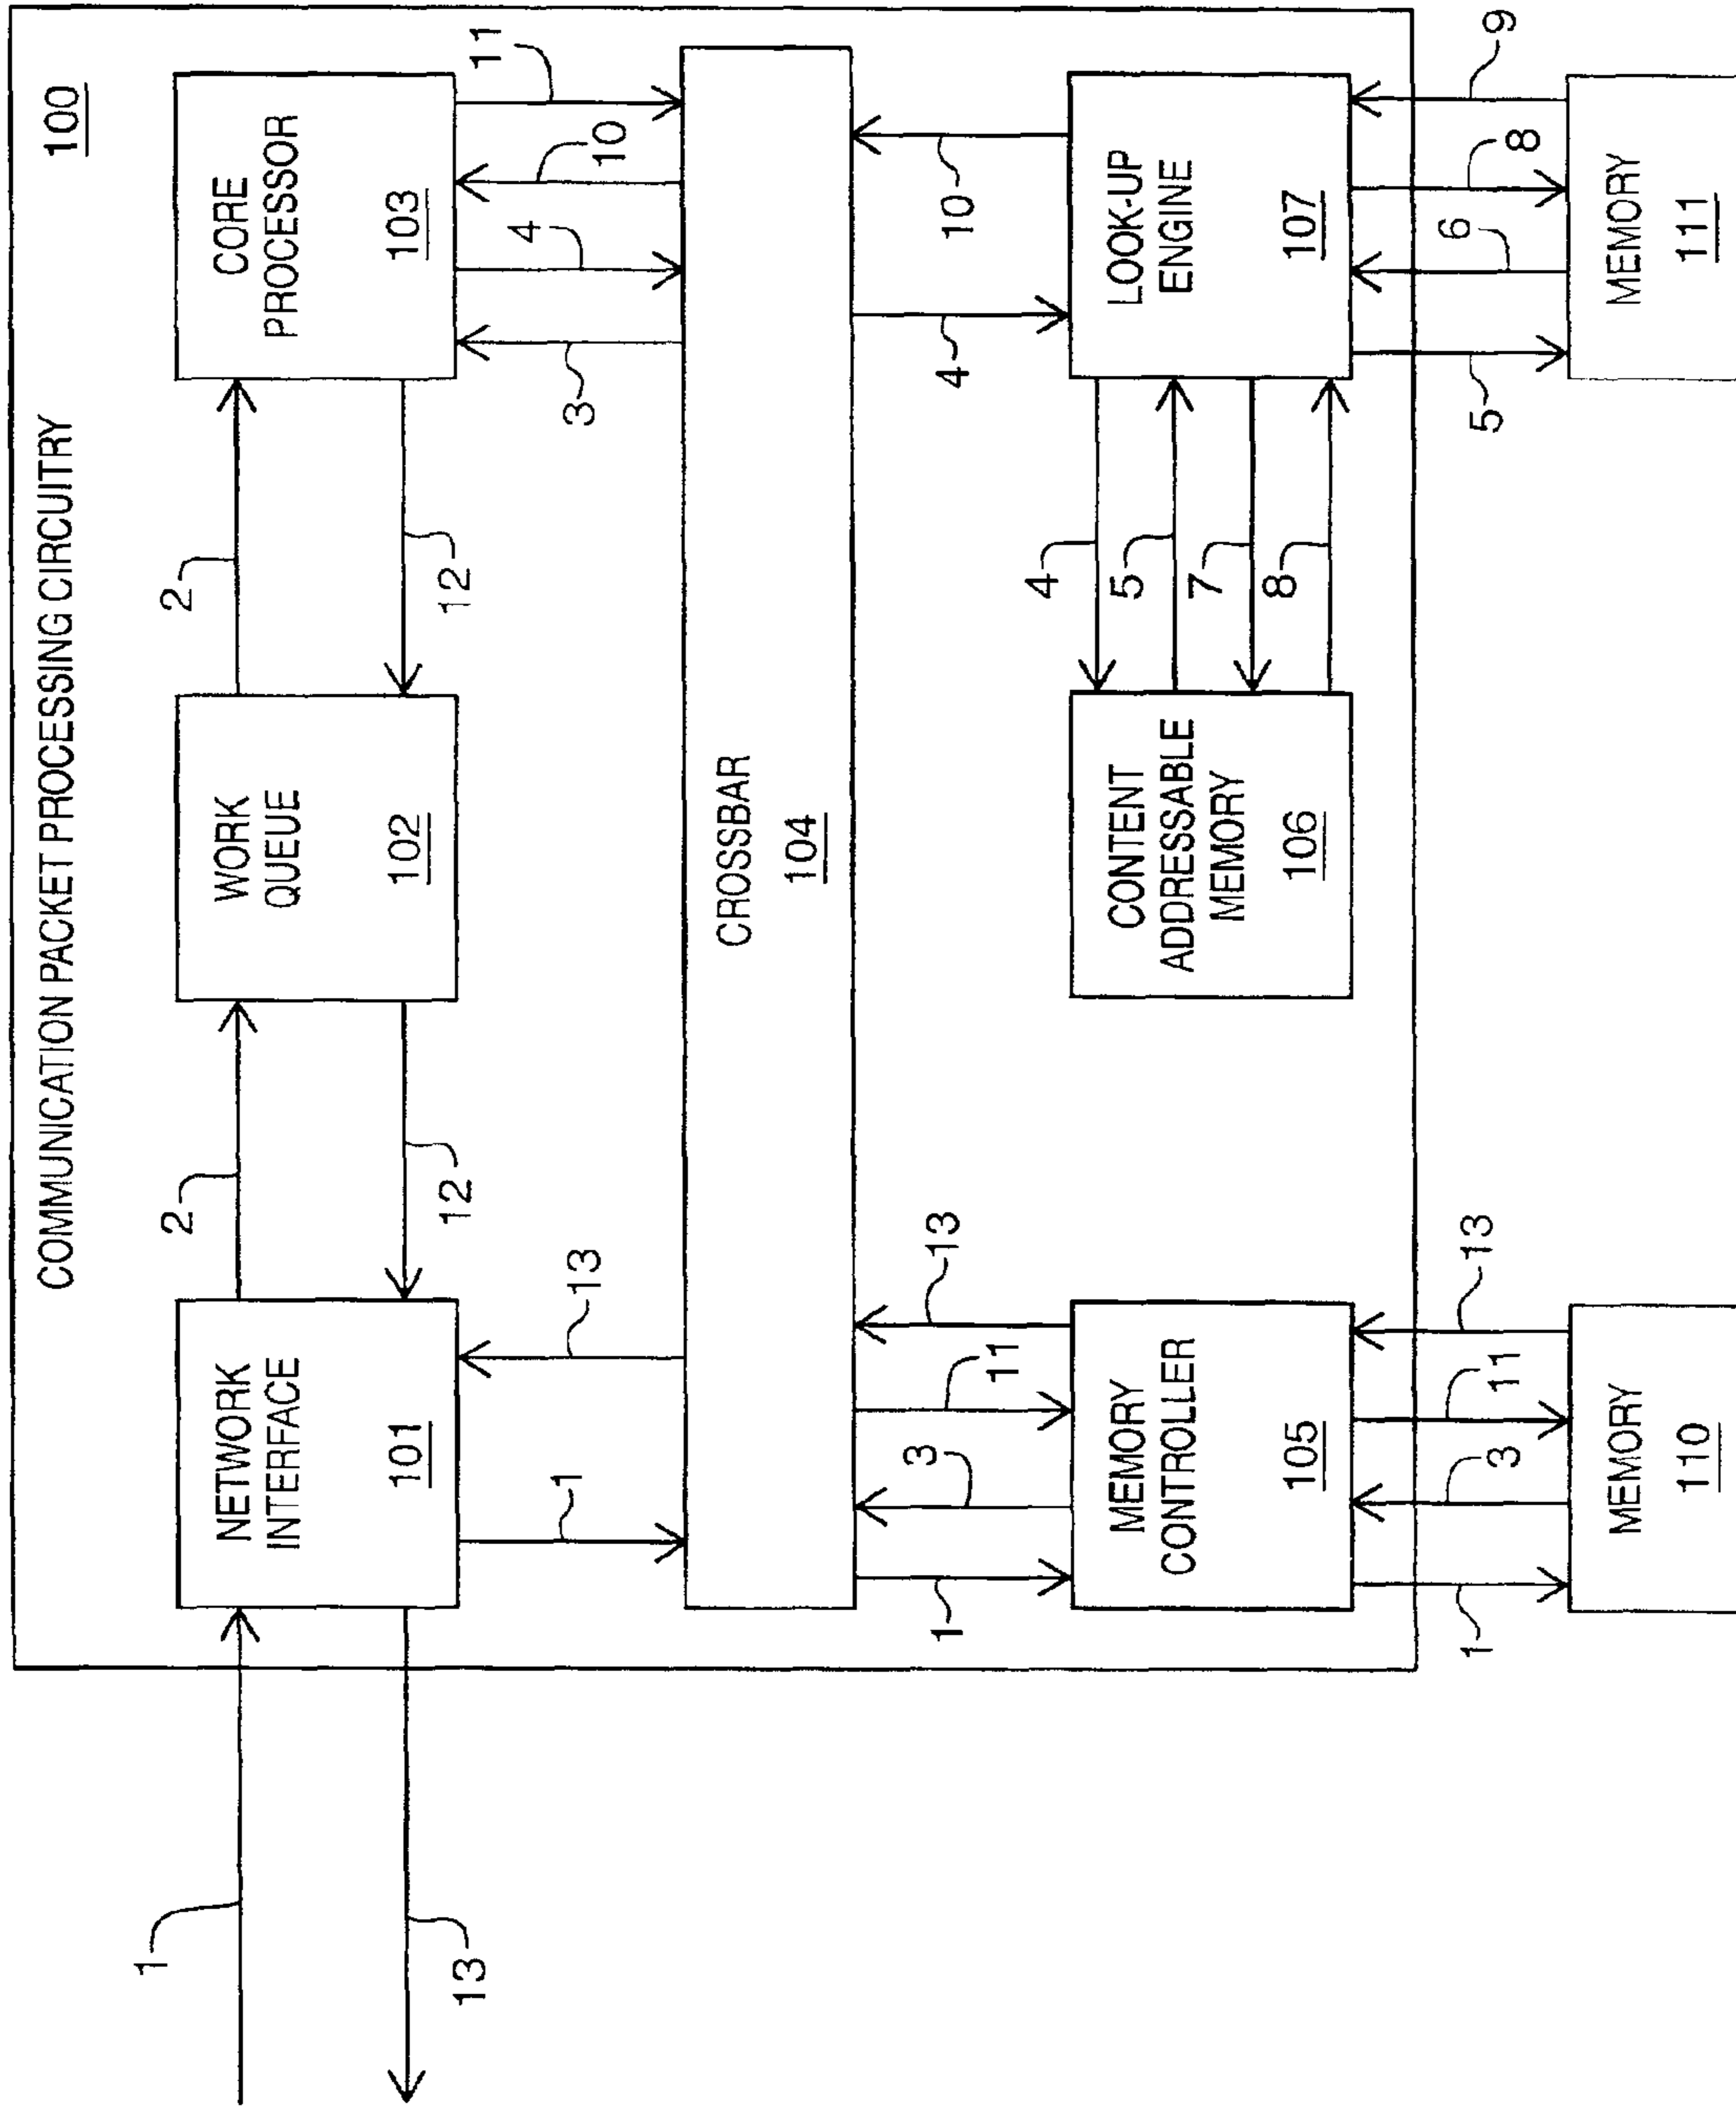 COMMUNICATION PACKET PROCESSING CIRCUITRY
100
1
2
2
NETWORK
INTERFACE
101
WORK
QUEUE
102
CORE
PROCESSOR
103
13
12
12
1
13
3
4
10
11
CROSSBAR
104
1
3
11
13
4
10
MEMORY
CONTROLLER
105
CONTENT
ADDRESSABLE
MEMORY
106
4
5
7
8
LOOK-UP
ENGINE
107
1
3
11
13
5
6
8
9
MEMORY
110
MEMORY
111